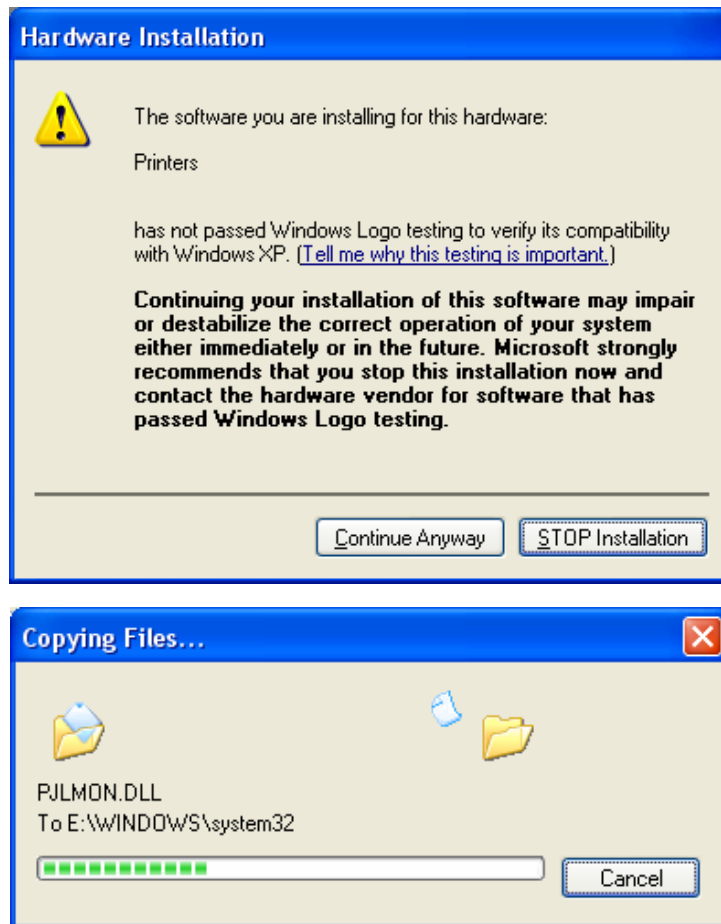 Hardware Installation
The software you are installing for this hardware:
Printers
has not passed Windows Logo testing to verify its compatibility
with Windows XP. (Tell me why this testing is important.)
Continuing your installation of this software may impair
or destabilize the correct operation of your system
either immediately or in the future. Microsoft strongly
recommends that you stop this installation now and
contact the hardware vendor for software that has
passed Windows Logo testing.
Continue Anyway STOP Installation
Copying Files...
PJLMON.DLL
To E:\WINDOWS\system32
Cancel